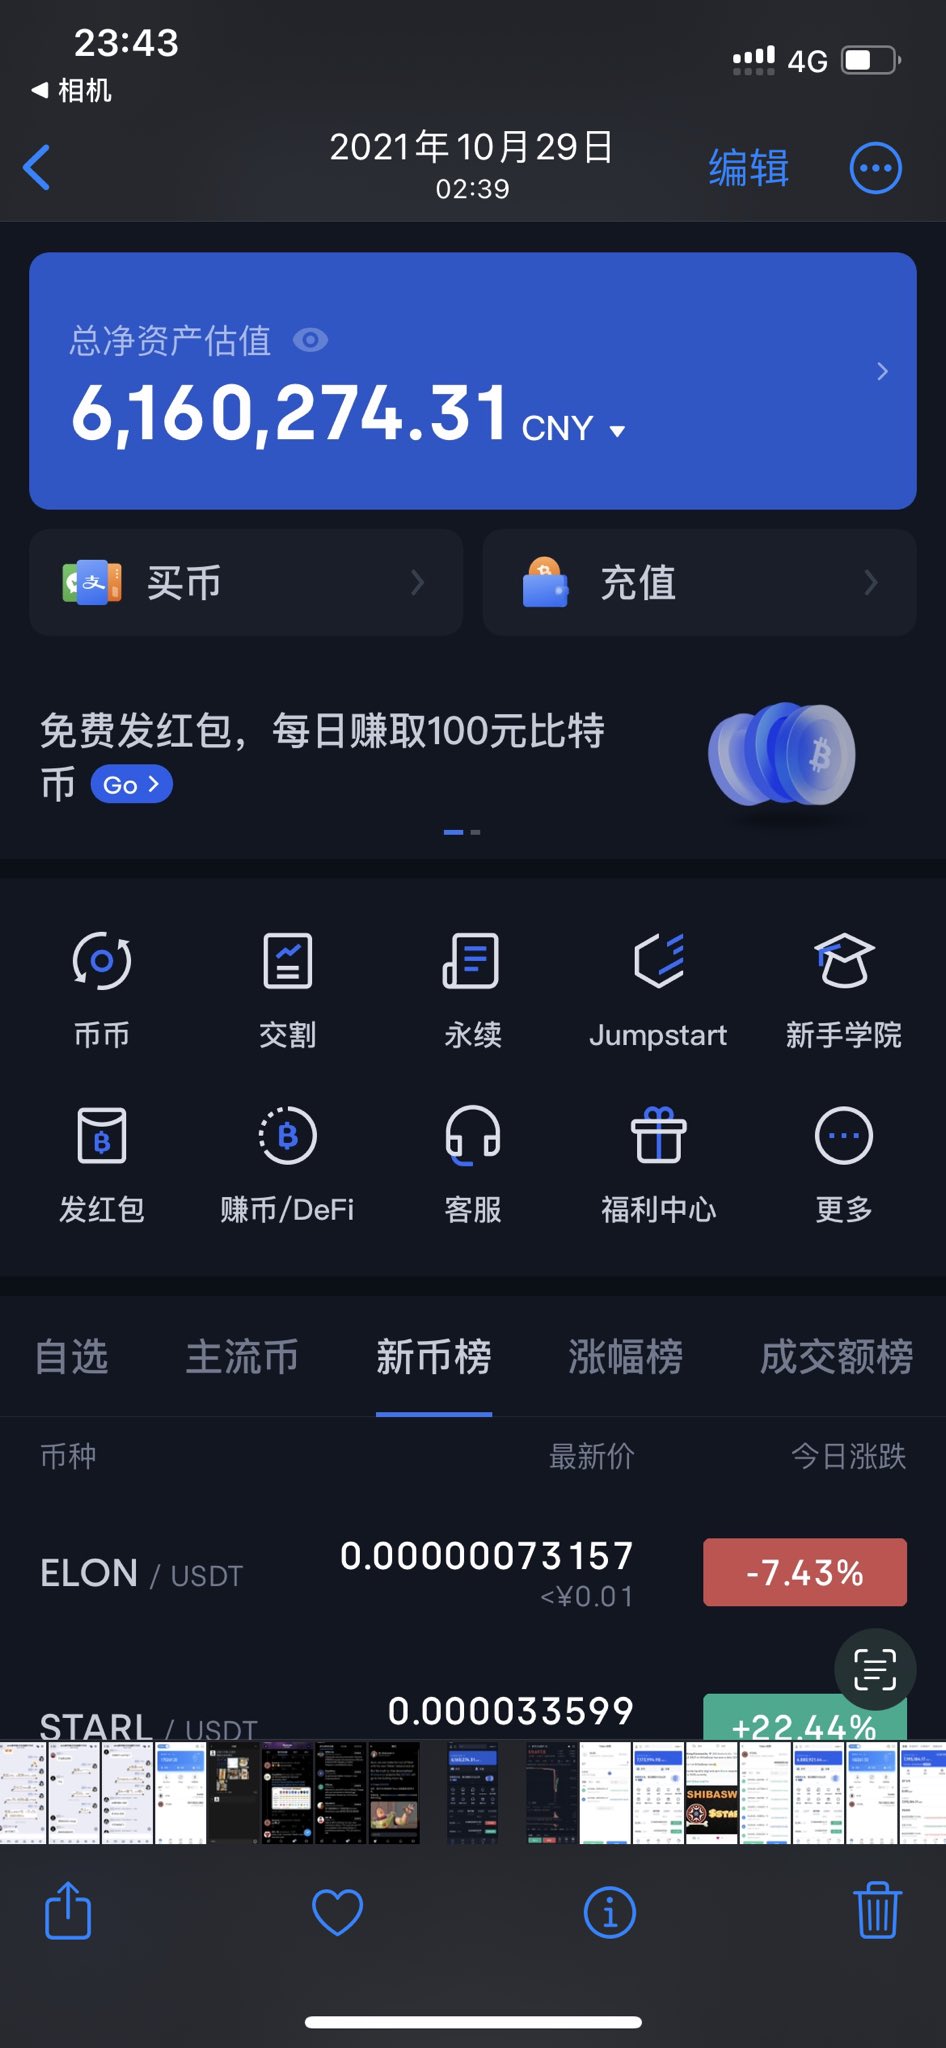 23:43
4G
◀ 相机
2021年10月29日
02:39
编辑
总净资产估值
6,160,274.31 CNY
买币
充值
免费发红包，每日赚取100元比特
币 Go >
币币
交割
永续
Jumpstart
新手学院
发红包
赚币/DeFi
客服
福利中心
更多
自选
主流币
新币榜
涨幅榜
成交额榜
币种
最新价
今日涨跌
ELON / USDT
0.00000073157
<¥0.01
-7.43%
STARL / USDT
0.000033599
+22.44%
SHIBASW